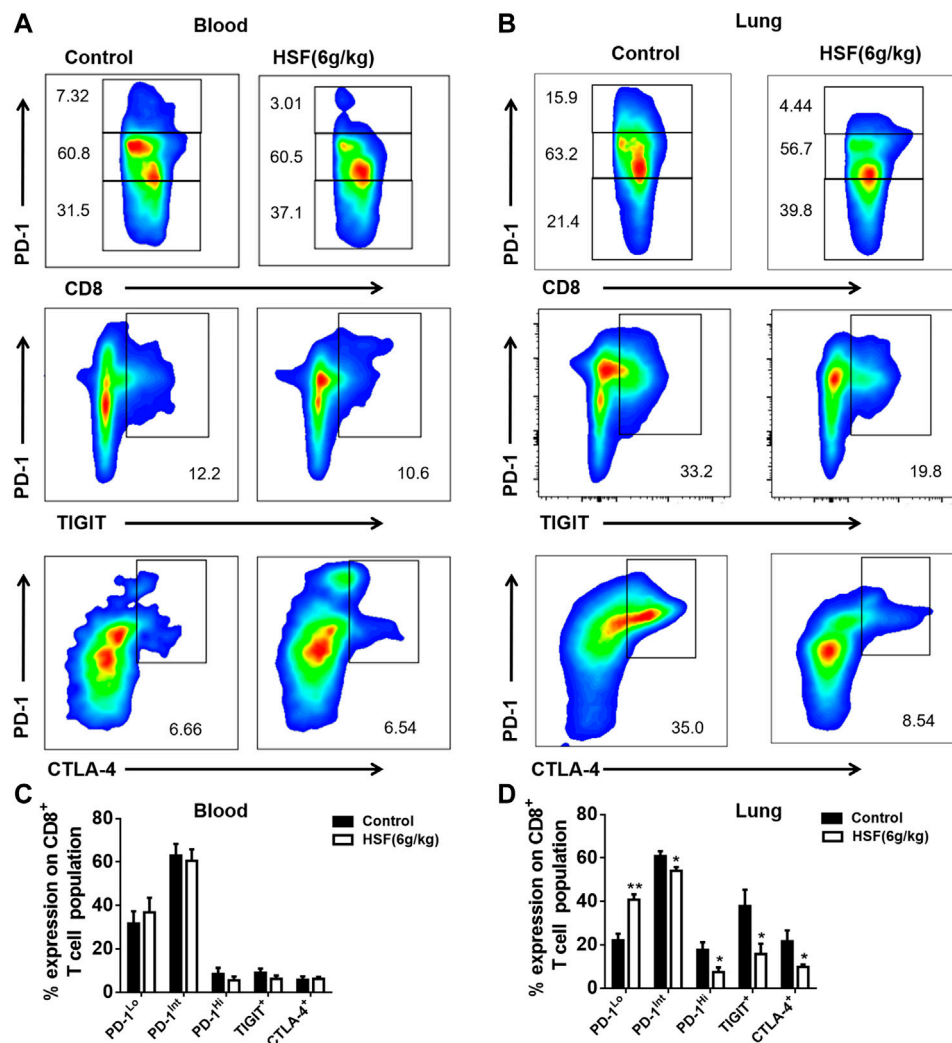 A
Blood
Control
HSF(6g/kg)
PD-1
7.32
60.8
31.5
3.01
60.5
37.1
CD8
PD-1
12.2
10.6
TIGIT
PD-1
6.66
6.54
CTLA-4
B
Lung
Control
HSF(6g/kg)
PD-1
15.9
63.2
21.4
4.44
56.7
39.8
CD8
PD-1
33.2
19.8
TIGIT
PD-1
35.0
8.54
CTLA-4
C
Blood
Control
HSF(6g/kg)
% expression on CD8⁺
T cell population
80
60
40
20
0
PD-1ᴸᵒ
PD-1ᴵⁿᵗ
PD-1ᴴⁱ
TIGIT⁺
CTLA-4⁺
D
Lung
Control
HSF(6g/kg)
% expression on CD8⁺
T cell population
80
60
40
20
0
**
*
*
*
*
PD-1ᴸᵒ
PD-1ᴵⁿᵗ
PD-1ᴴⁱ
TIGIT⁺
CTLA-4⁺